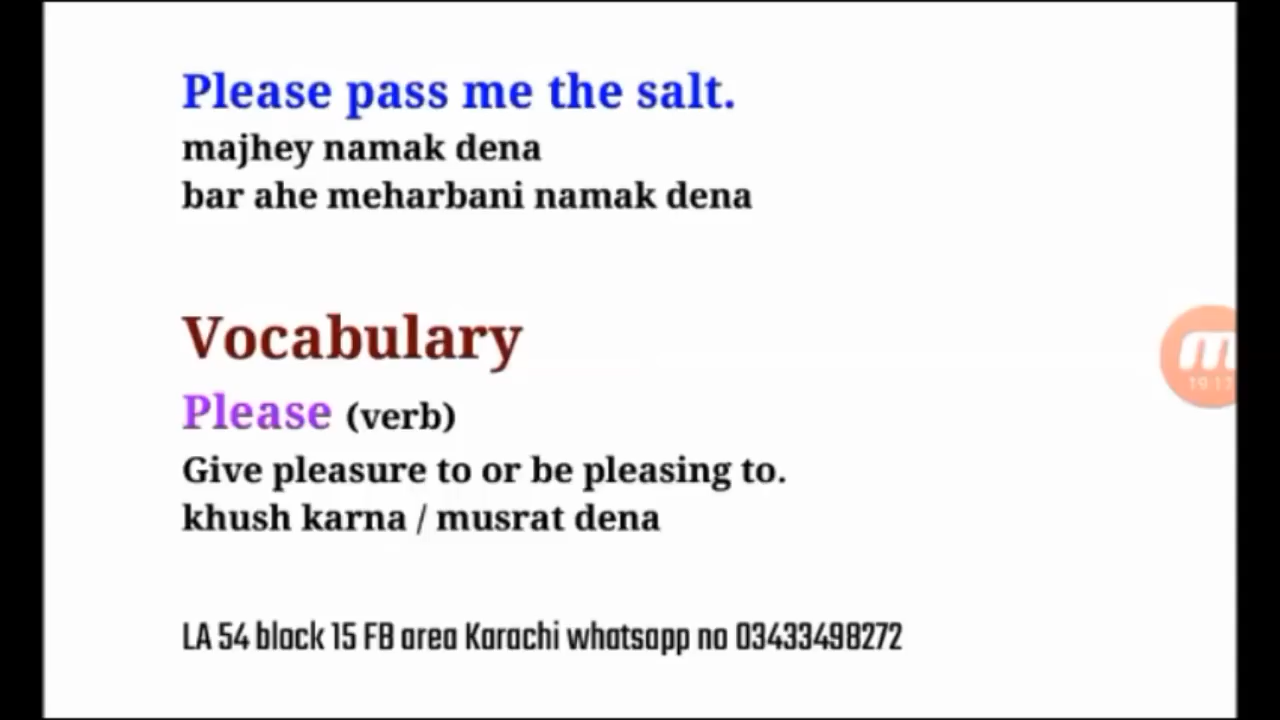 Please pass me the salt.
majhey namak dena
bar ahe meharbani namak dena
Vocabulary
Please (verb)
Give pleasure to or be pleasing to.
khush karna / musrat dena
LA 54 block 15 FB area Karachi whatsapp no 03433498272